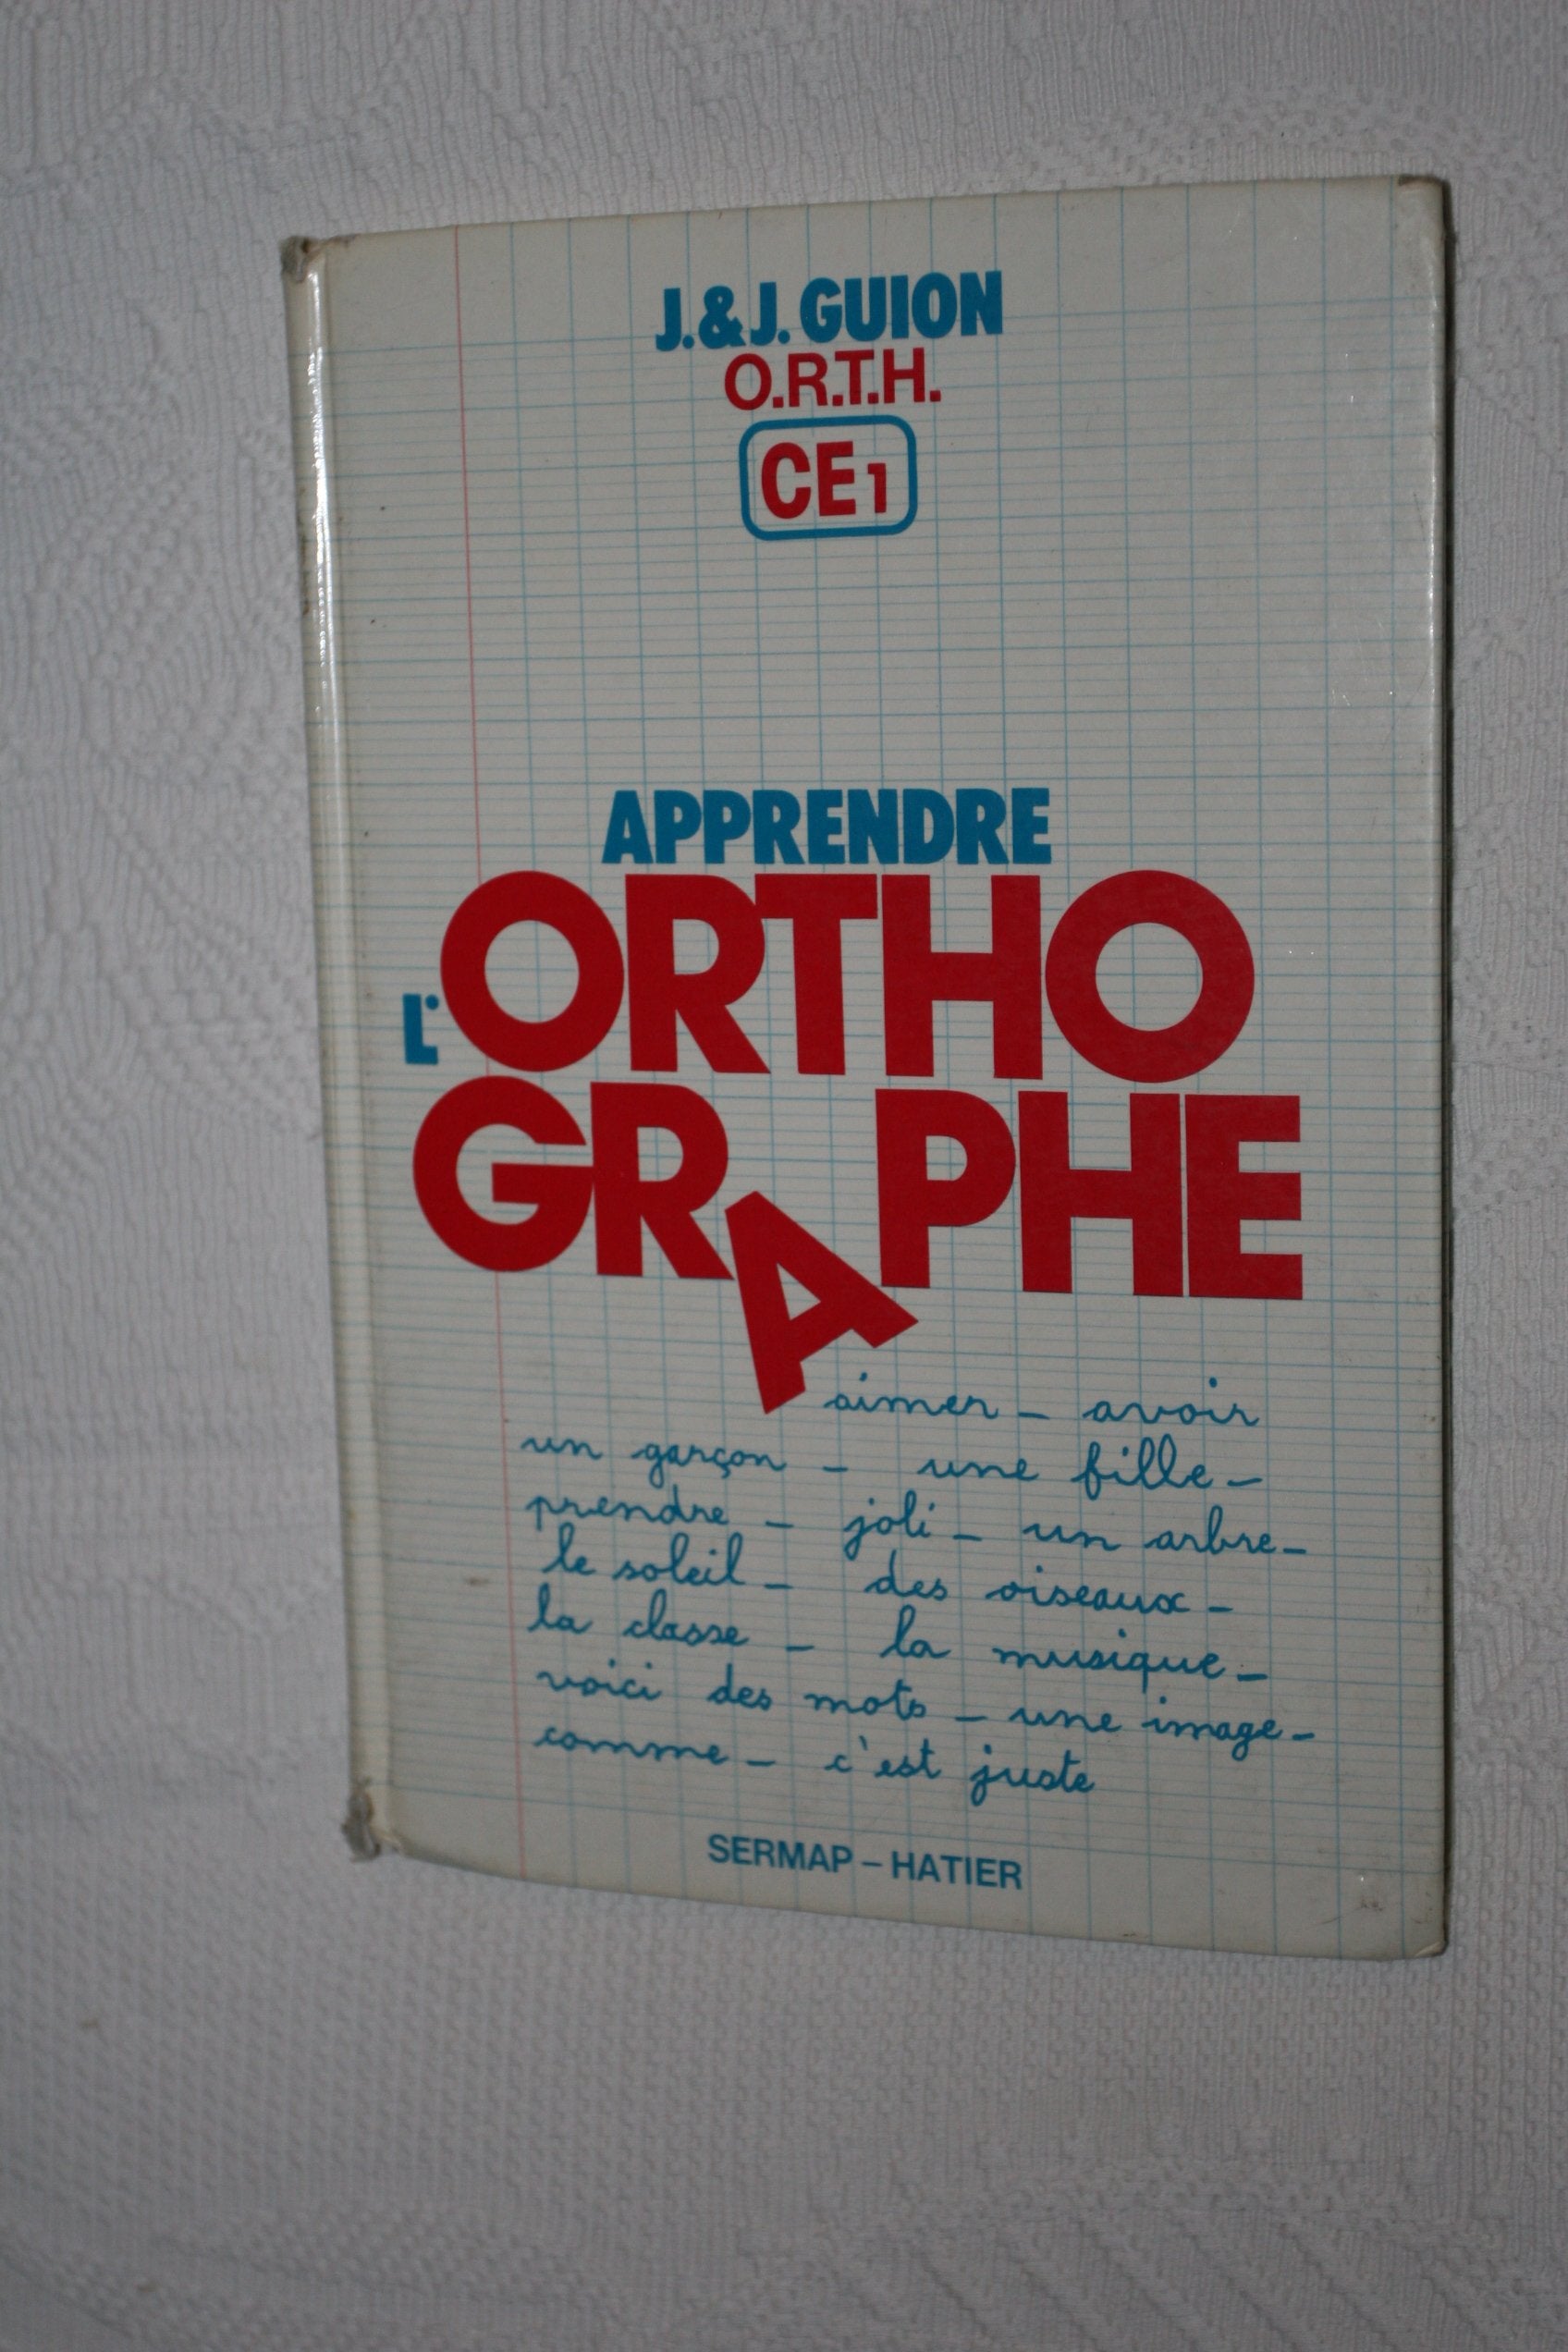 J.&J. GUION
O.R.T.H.
CE1
APPRENDRE
L'ORTHO
GRAPHE
aimer – avoir
un garçon – une fille –
prendre – joli – un arbre –
le soleil – des oiseaux –
la classe – la musique –
voici des mots – une image –
comme – c'est juste
SERMAP – HATIER